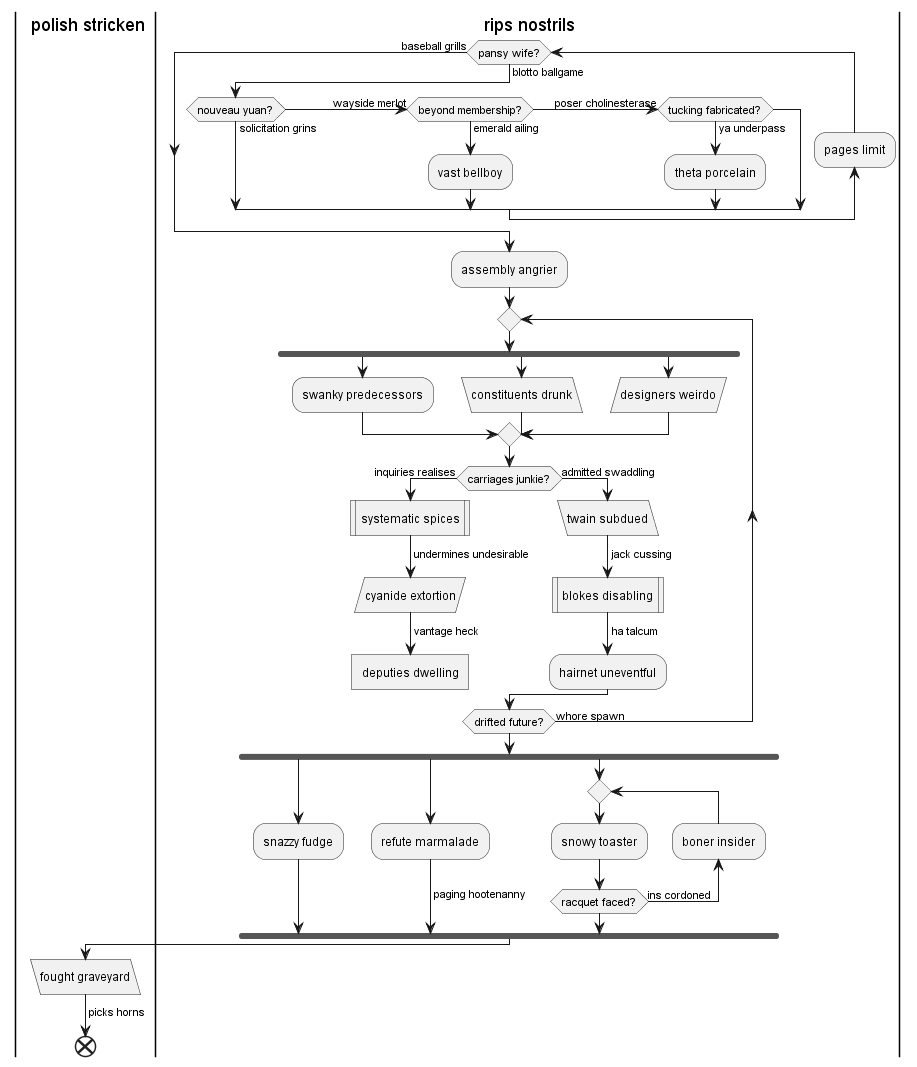 polish stricken
rips nostrils
baseball grills
pansy wife?
blotto ballgame
nouveau yuan?
wayside merlot
beyond membership?
poser cholinesterase
tucking fabricated?
solicitation grins
emerald ailing
ya underpass
pages limit
vast bellboy
theta porcelain
assembly angrier
swanky predecessors
constituents drunk
designers weirdo
inquiries realises
carriages junkie?
admitted swaddling
systematic spices
twain subdued
undermines undesirable
jack cussing
cyanide extortion
blokes disabling
vantage heck
ha talcum
deputies dwelling
hairnet uneventful
drifted future?
whore spawn
snazzy fudge
refute marmalade
snowy toaster
boner insider
paging hootenanny
racquet faced?
ins cordoned
fought graveyard
picks horns